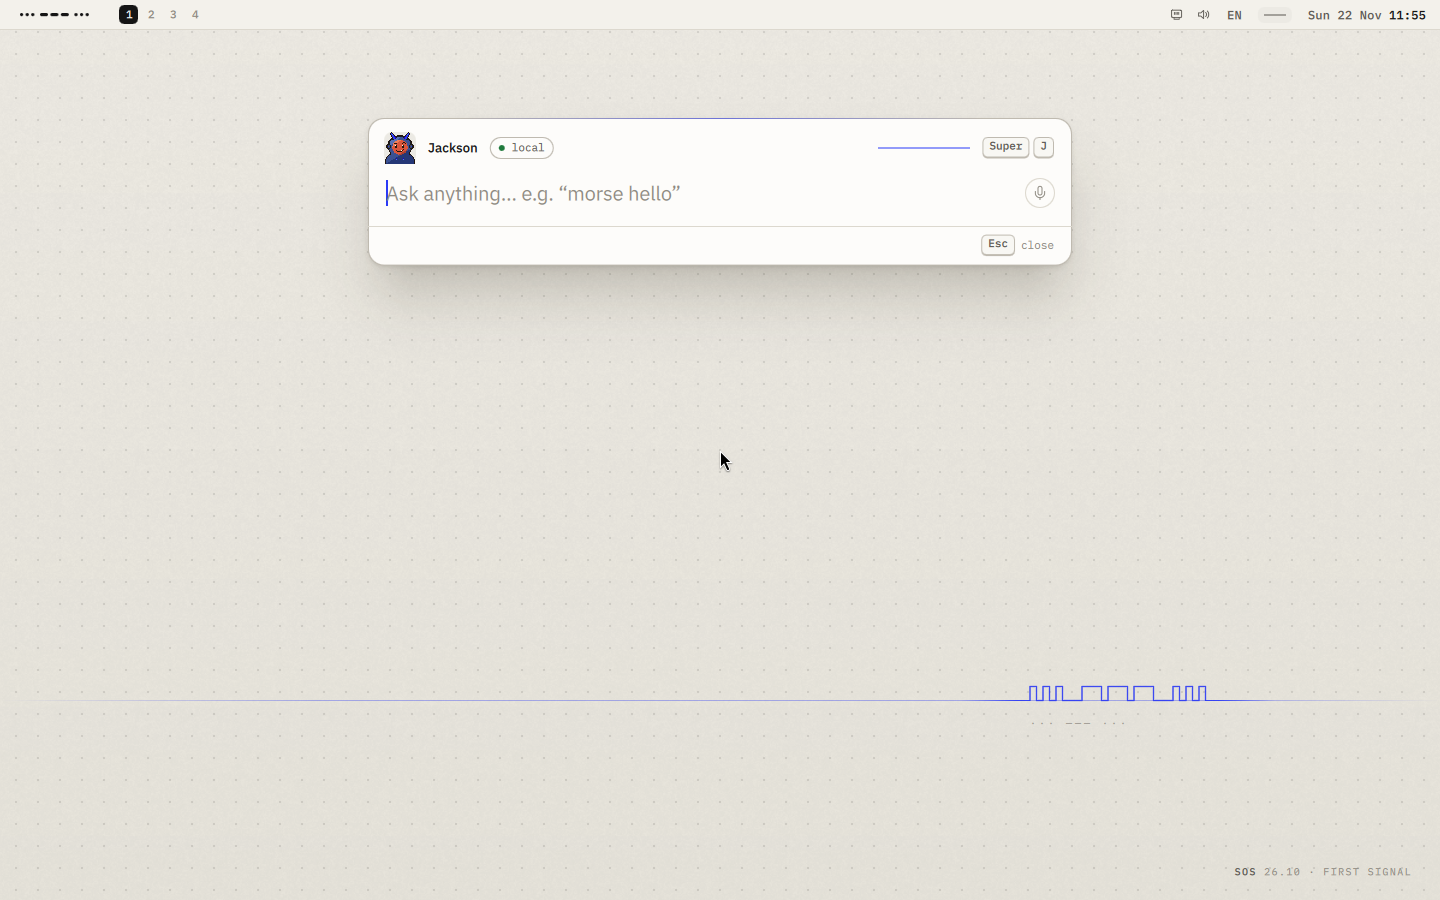 1 2 3 4
EN
Sun 22 Nov 11:55
Jackson
local
Super J
Ask anything... e.g. “morse hello”
Esc close
... --- ...
SOS 26.10 · FIRST SIGNAL